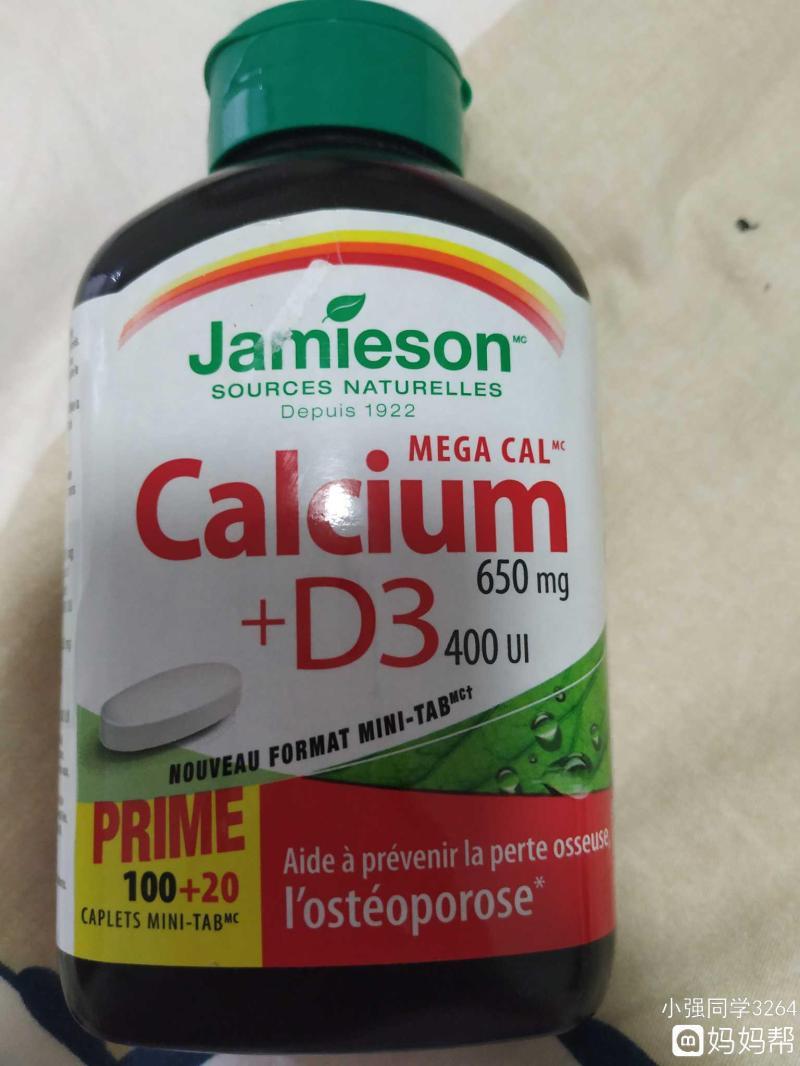 Jamieson MC
SOURCES NATURELLES
Depuis 1922
MEGA CAL MC
Calcium
650 mg
+D3 400 UI
NOUVEAU FORMAT MINI-TAB MC†
PRIME
100+20
CAPLETS MINI-TAB MC
Aide à prévenir la perte osseuse,
l'ostéoporose*
小强同学3264
妈妈帮